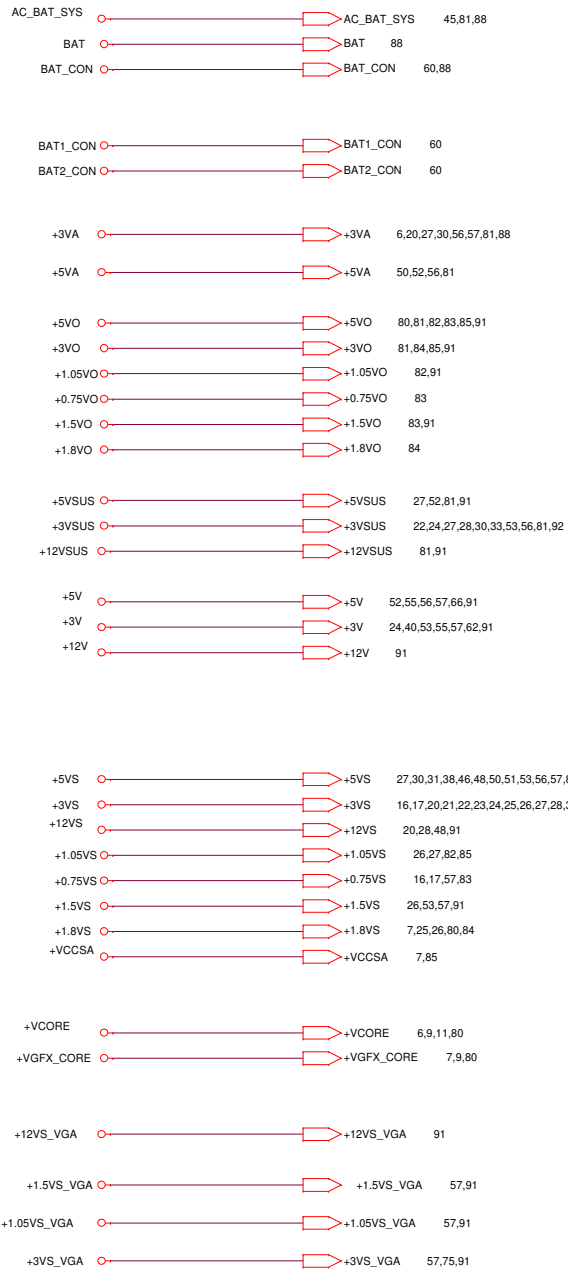 AC_BAT_SYS AC_BAT_SYS 45,81,88
BAT BAT 88
BAT_CON BAT_CON 60,88
BAT1_CON BAT1_CON 60
BAT2_CON BAT2_CON 60
+3VA +3VA 6,20,27,30,56,57,81,88
+5VA +5VA 50,52,56,81
+5VO +5VO 80,81,82,83,85,91
+3VO +3VO 81,84,85,91
+1.05VO +1.05VO 82,91
+0.75VO +0.75VO 83
+1.5VO +1.5VO 83,91
+1.8VO +1.8VO 84
+5VSUS +5VSUS 27,52,81,91
+3VSUS +3VSUS 22,24,27,28,30,33,53,56,81,92
+12VSUS +12VSUS 81,91
+5V +5V 52,55,56,57,66,91
+3V +3V 24,40,53,55,57,62,91
+12V +12V 91
+5VS +5VS 27,30,31,38,46,48,50,51,53,56,57,
+3VS +3VS 16,17,20,21,22,23,24,25,26,27,28,
+12VS +12VS 20,28,48,91
+1.05VS +1.05VS 26,27,82,85
+0.75VS +0.75VS 16,17,57,83
+1.5VS +1.5VS 26,53,57,91
+1.8VS +1.8VS 7,25,26,80,84
+VCCSA +VCCSA 7,85
+VCORE +VCORE 6,9,11,80
+VGFX_CORE +VGFX_CORE 7,9,80
+12VS_VGA +12VS_VGA 91
+1.5VS_VGA +1.5VS_VGA 57,91
+1.05VS_VGA +1.05VS_VGA 57,91
+3VS_VGA +3VS_VGA 57,75,91